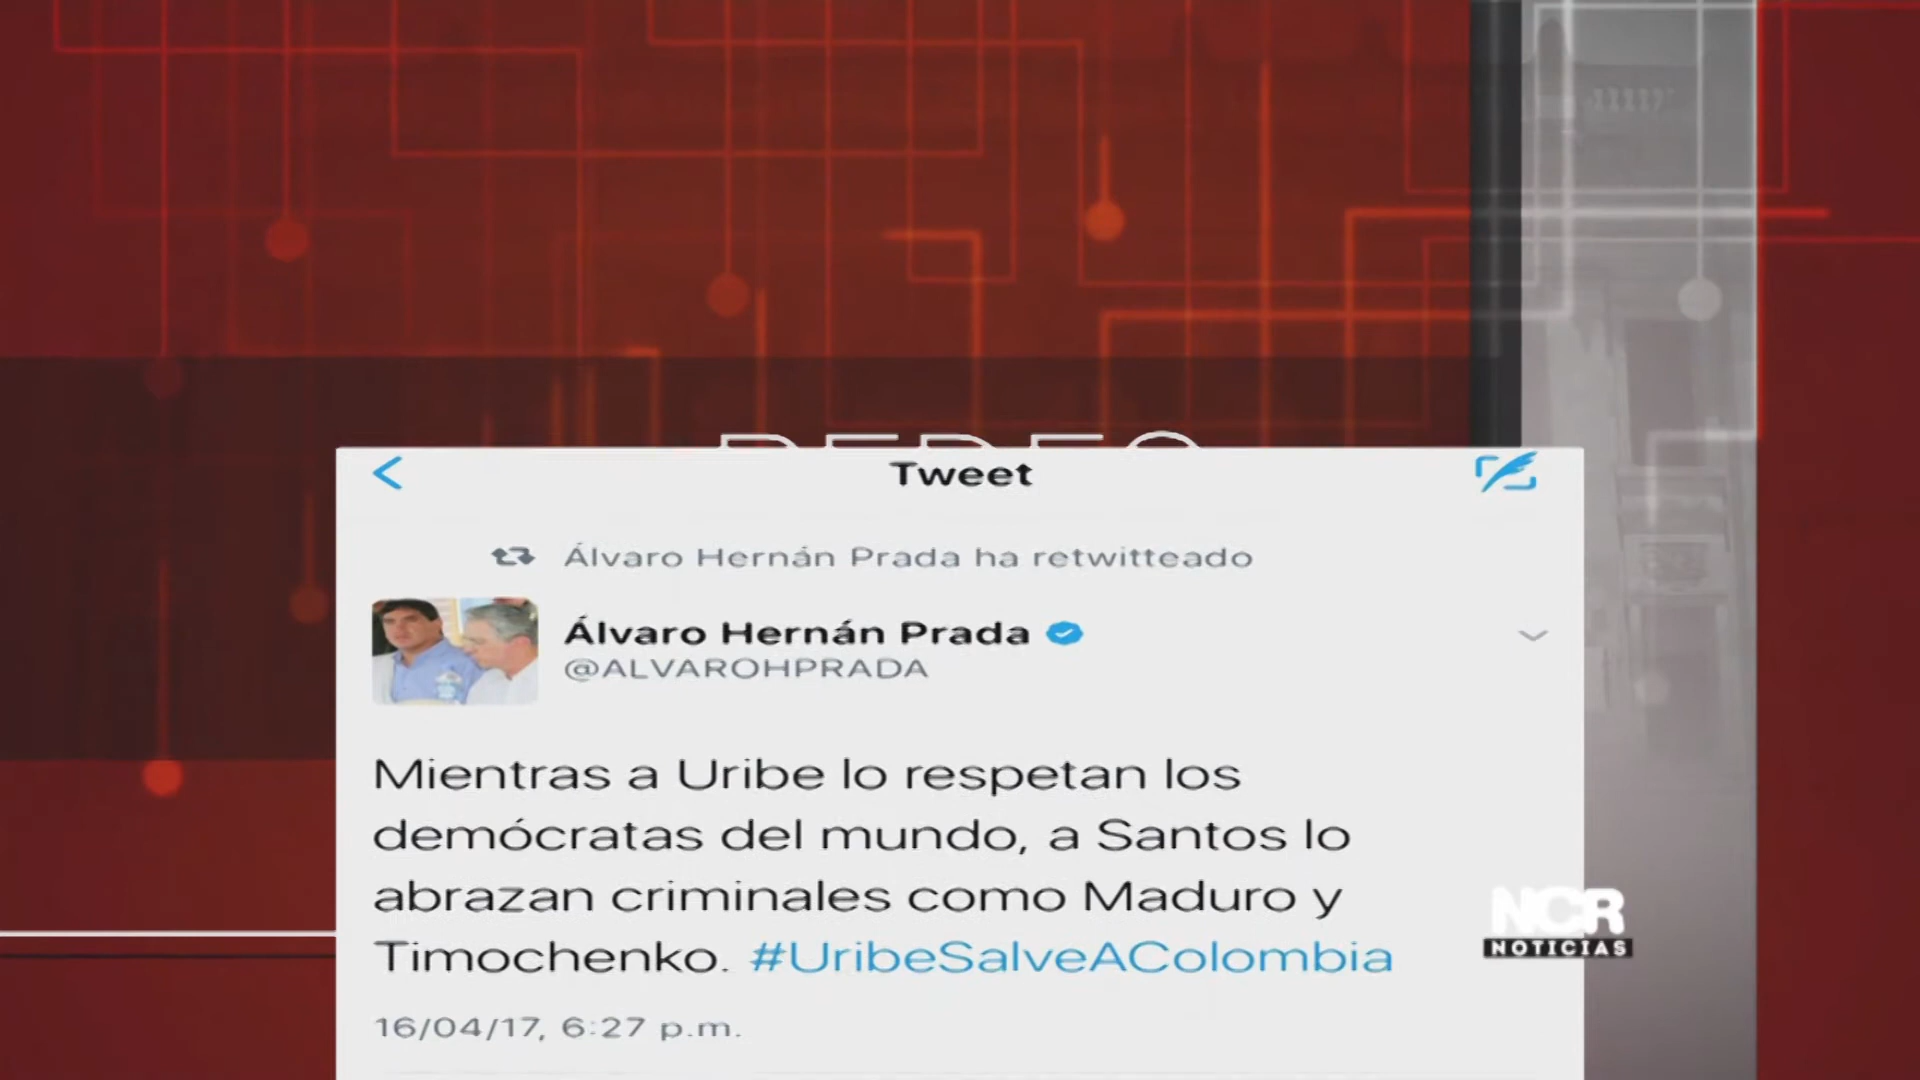 Tweet
Álvaro Hernán Prada ha retwitteado
Álvaro Hernán Prada
@ALVAROHPRADA
Mientras a Uribe lo respetan los
demócratas del mundo, a Santos lo
abrazan criminales como Maduro y
Timochenko. #UribeSalveAColombia
16/04/17, 6:27 p.m.
NCR
NOTICIAS